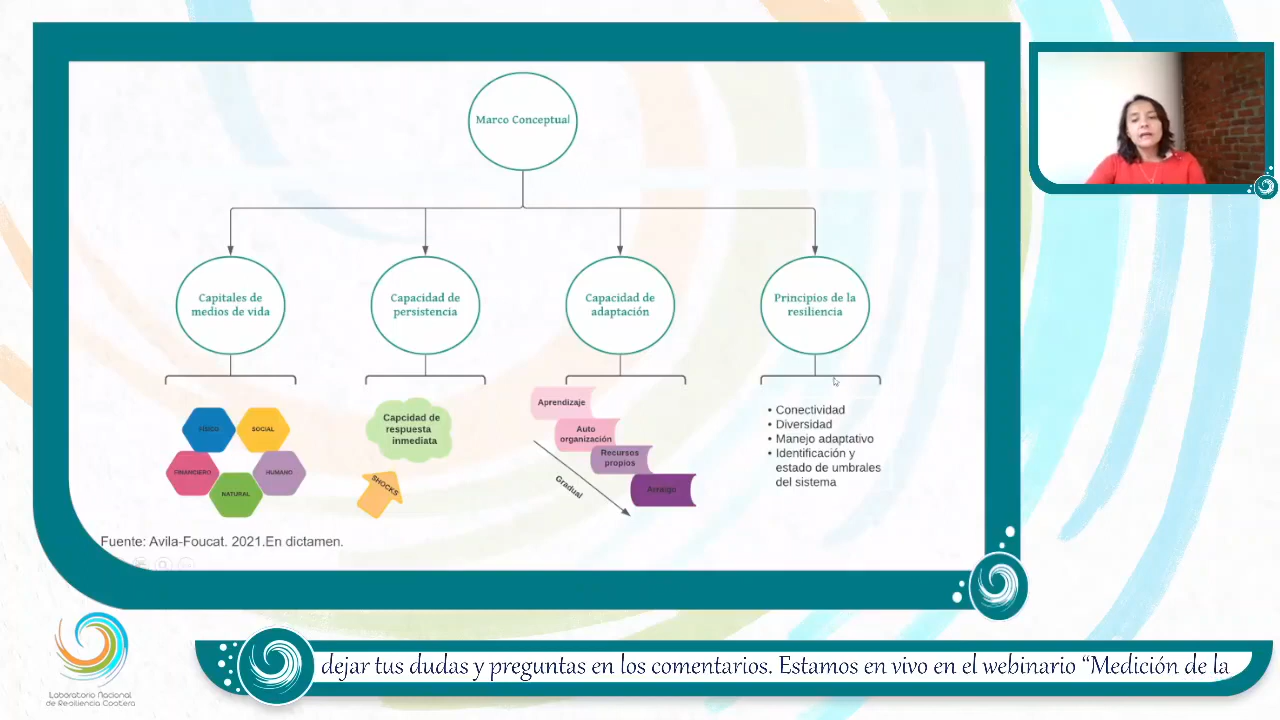 Marco Conceptual
Capitales de
medios de vida
Capacidad de
persistencia
Capacidad de
adaptación
Principios de la
resiliencia
FÍSICO
SOCIAL
FINANCIERO
HUMANO
NATURAL
Capcidad de
respuesta
inmediata
SHOCKS
Aprendizaje
Auto
organización
Recursos
propios
Arraigo
Gradual
• Conectividad
• Diversidad
• Manejo adaptativo
• Identificación y
estado de umbrales
del sistema
Fuente: Avila-Foucat. 2021.En dictamen.
Laboratorio Nacional
de Resiliencia Costera
dejar tus dudas y preguntas en los comentarios. Estamos en vivo en el webinario “Medición de la